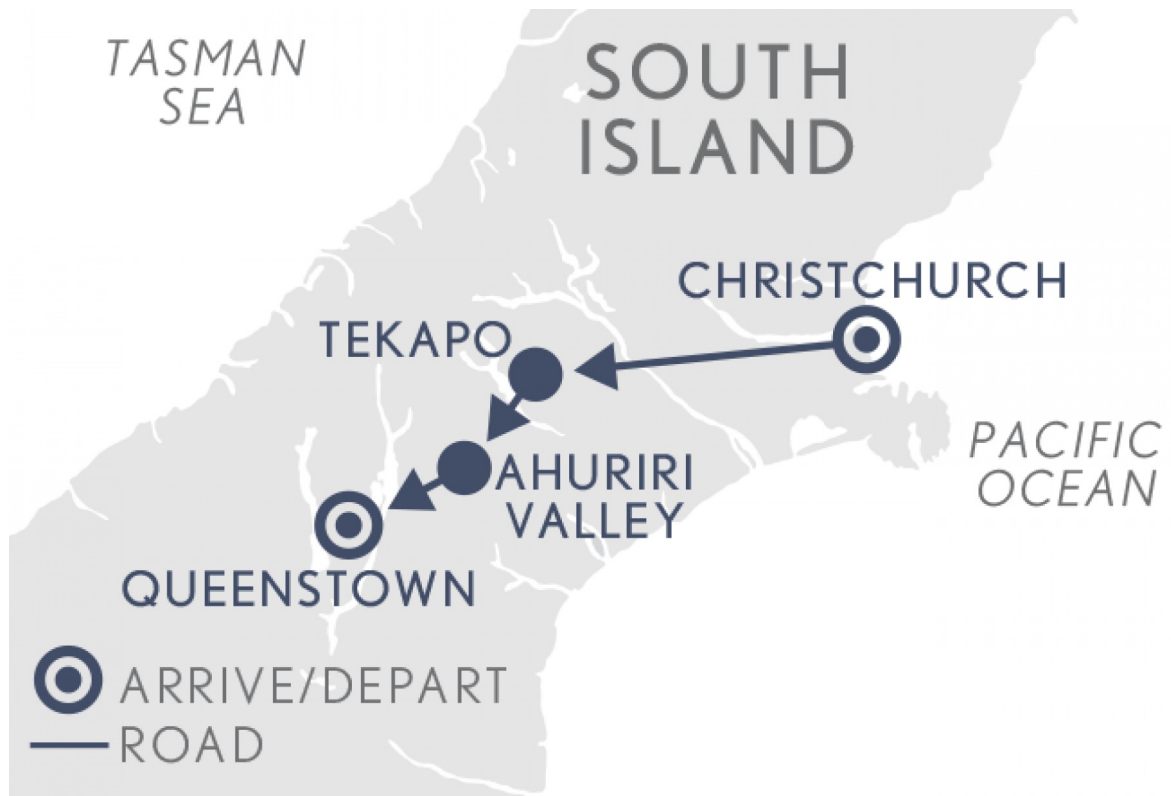 TASMAN
SEA
SOUTH
ISLAND
CHRISTCHURCH
TEKAPO
PACIFIC
OCEAN
AHURIRI
VALLEY
QUEENSTOWN
ARRIVE/DEPART
ROAD